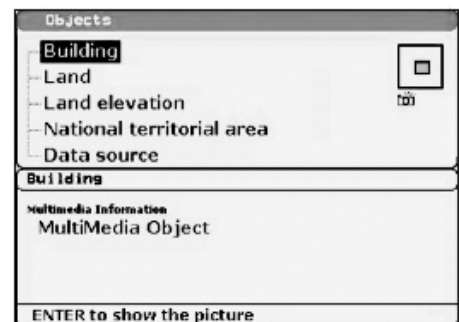 Objects
Building
Land
Land elevation
National territorial area
Data source
Building
Multimedia Information
MultiMedia Object
ENTER to show the picture